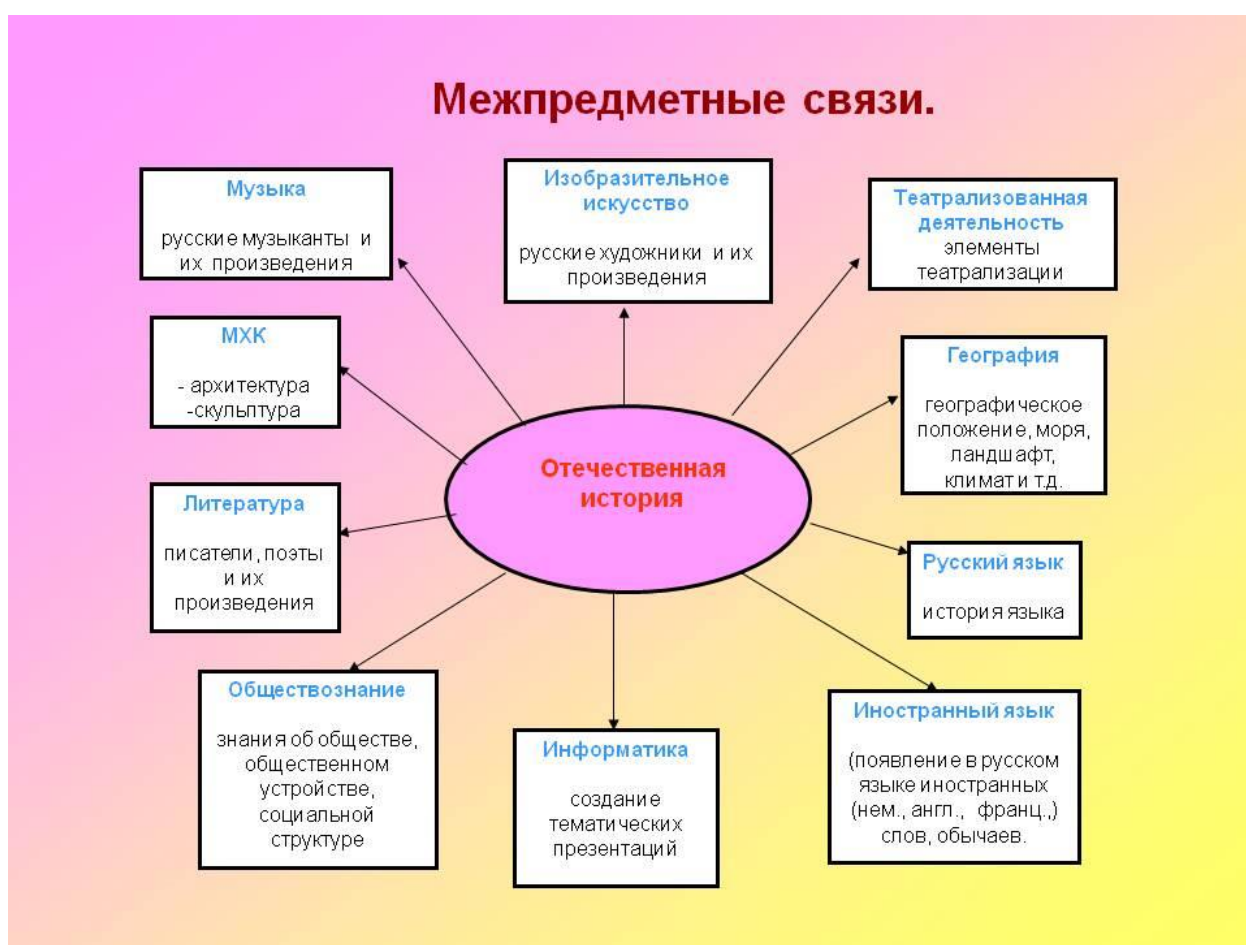 Межпредметные связи.
Музыка
русские музыканты и
их произведения
Изобразительное
искусство
русские художники и их
произведения
Театрализованная
деятельность
элементы
театрализации
МХК
- архитектура
-скульптура
География
географическое
положение, моря,
ландшафт,
климат и т.д.
Отечественная
история
Литература
писатели, поэты
и их
произведения
Русский язык
история языка
Обществознание
знания об обществе,
общественном
устройстве,
социальной
структуре
Информатика
создание
тематических
презентаций
Иностранный язык
(появление в русском
языке иностранных
(нем., англ., франц.,)
слов, обычаев.